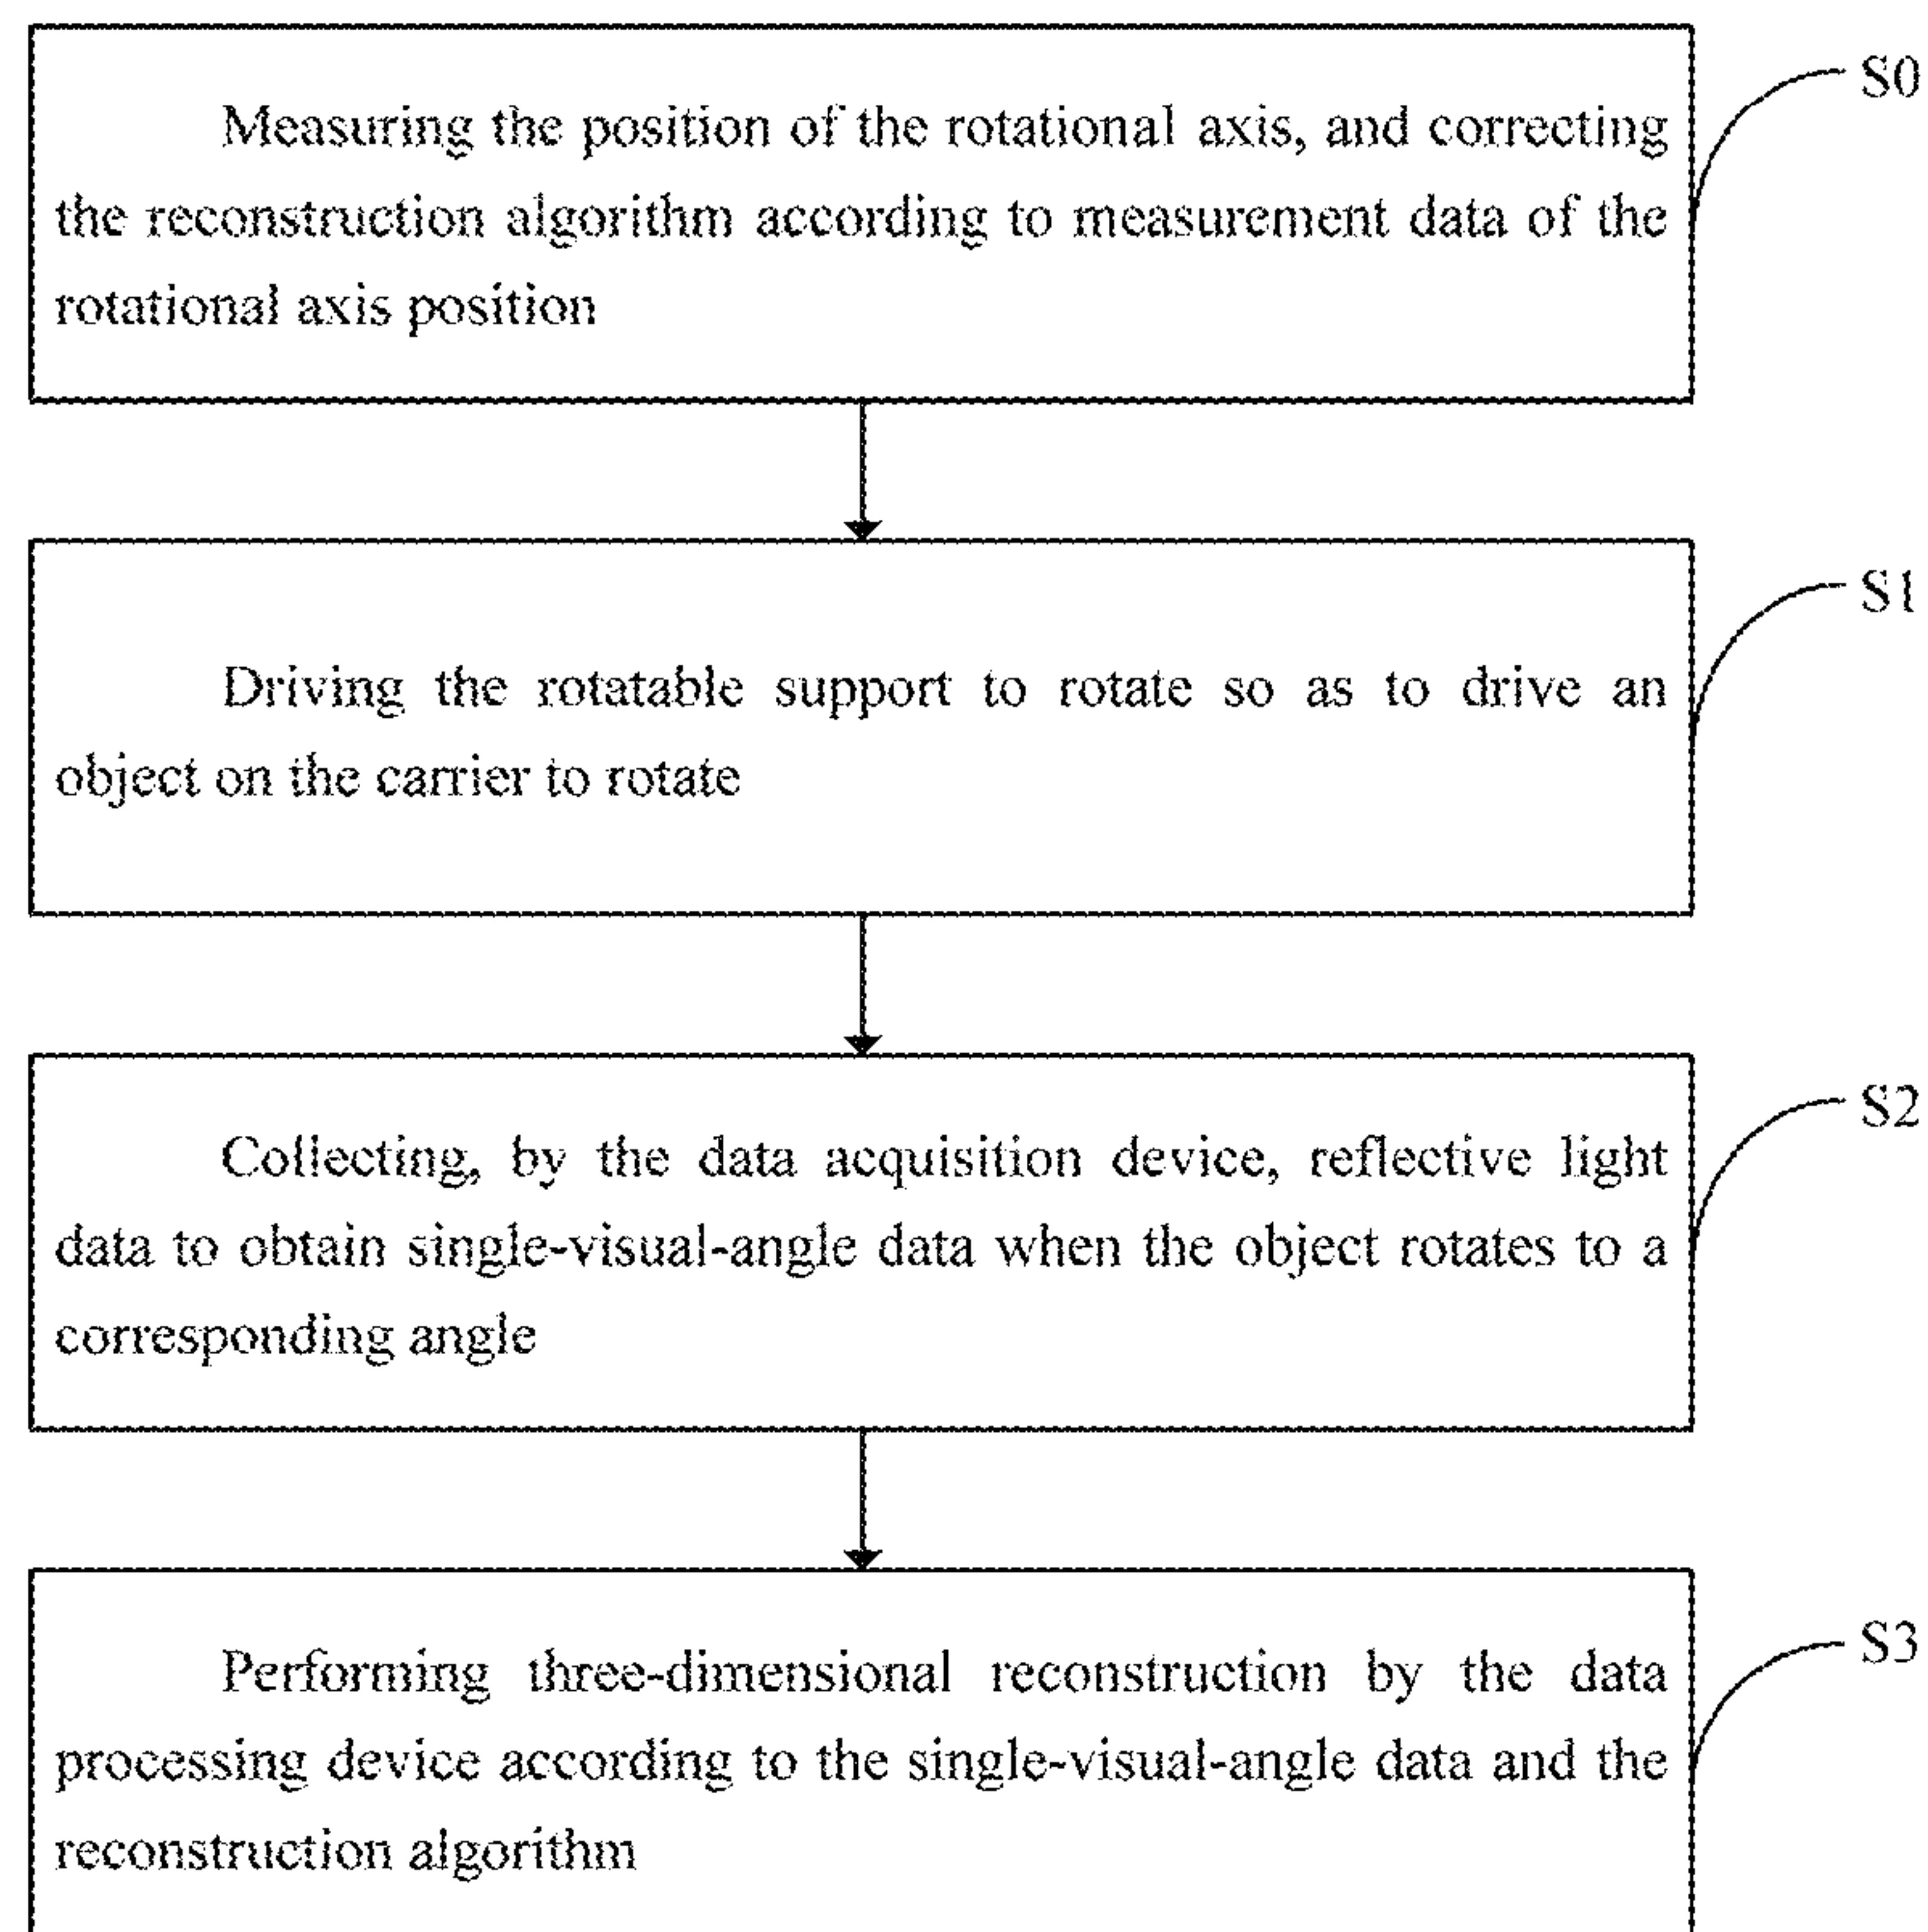 S0
Measuring the position of the rotational axis, and correcting
the reconstruction algorithm according to measurement data of the
rotational axis position
S1
Driving the rotatable support to rotate so as to drive an
object on the carrier to rotate
S2
Collecting, by the data acquisition device, reflective light
data to obtain single-visual-angle data when the object rotates to a
corresponding angle
S3
Performing three-dimensional reconstruction by the data
processing device according to the single-visual-angle data and the
reconstruction algorithm